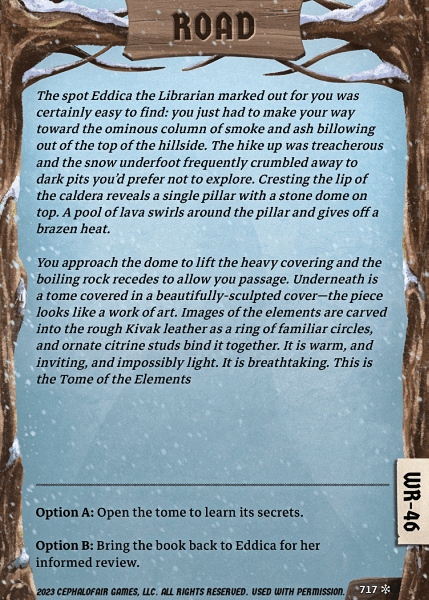 ROAD
The spot Eddica the Librarian marked out for you was
certainly easy to find: you just had to make your way
toward the ominous column of smoke and ash billowing
out of the top of the hillside. The hike up was treacherous
and the snow underfoot frequently crumbled away to
dark pits you'd prefer not to explore. Cresting the lip of
the caldera reveals a single pillar with a stone dome on
top. A pool of lava swirls around the pillar and gives off a
brazen heat.
You approach the dome to lift the heavy covering and the
boiling rock recedes to allow you passage. Underneath is
a tome covered in a beautifully-sculpted cover—the piece
looks like a work of art. Images of the elements are carved
into the rough Kivak leather as a ring of familiar circles,
and ornate citrine studs bind it together. It is warm, and
inviting, and impossibly light. It is breathtaking. This is
the Tome of the Elements
Option A: Open the tome to learn its secrets.
Option B: Bring the book back to Eddica for her
informed review.
WR-46
2023 CEPHALOFAIR GAMES, LLC. ALL RIGHTS RESERVED. USED WITH PERMISSION.
717